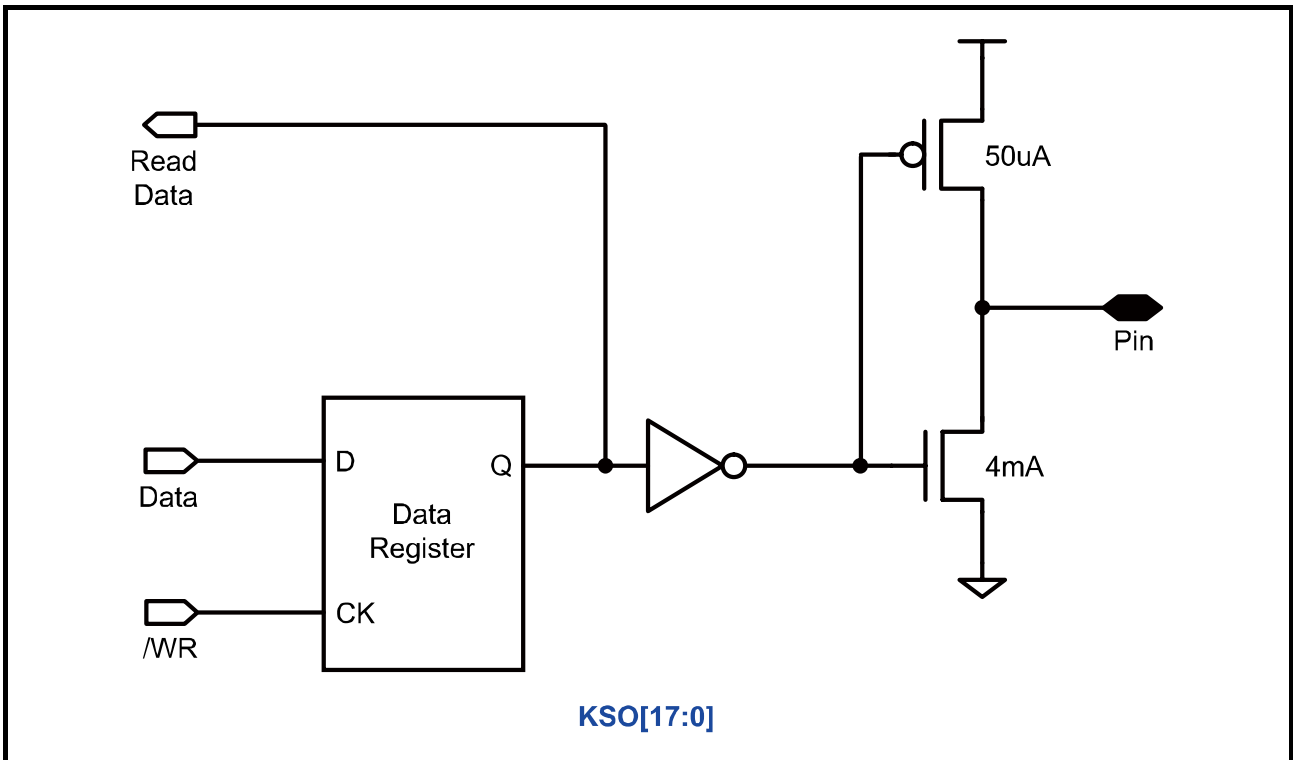 50uA
Read
Data
Pin
D
Q
4mA
Data
Data
Register
CK
/WR
KSO[17:0]